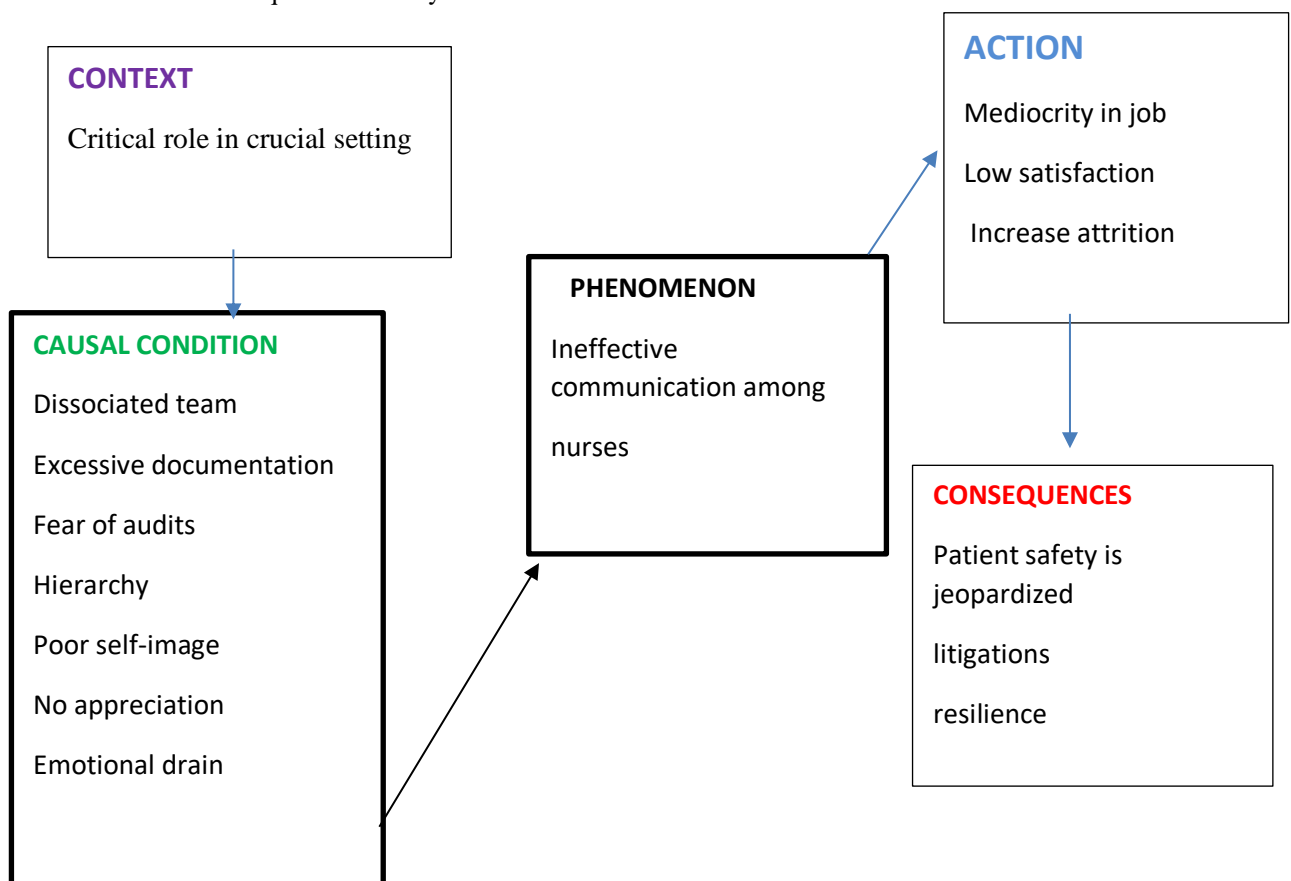 CONTEXT
Critical role in crucial setting
CAUSAL CONDITION
Dissociated team
Excessive documentation
Fear of audits
Hierarchy
Poor self-image
No appreciation
Emotional drain
PHENOMENON
Ineffective
communication among
nurses
ACTION
Mediocrity in job
Low satisfaction
Increase attrition
CONSEQUENCES
Patient safety is
jeopardized
litigations
resilience